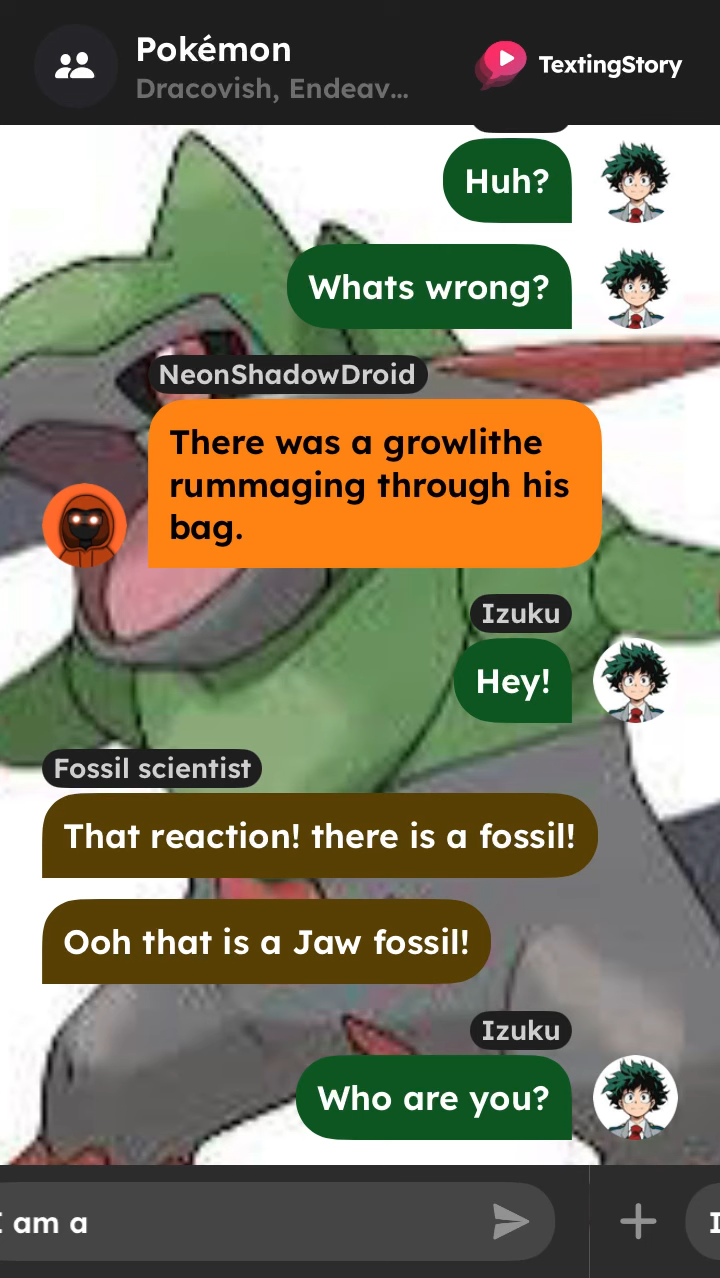 Pokémon
Dracovish, Endeav...
TextingStory
Huh?
Whats wrong?
NeonShadowDroid
There was a growlithe
rummaging through his
bag.
Izuku
Hey!
Fossil scientist
That reaction! there is a fossil!
Ooh that is a Jaw fossil!
Izuku
Who are you?
I am a
I